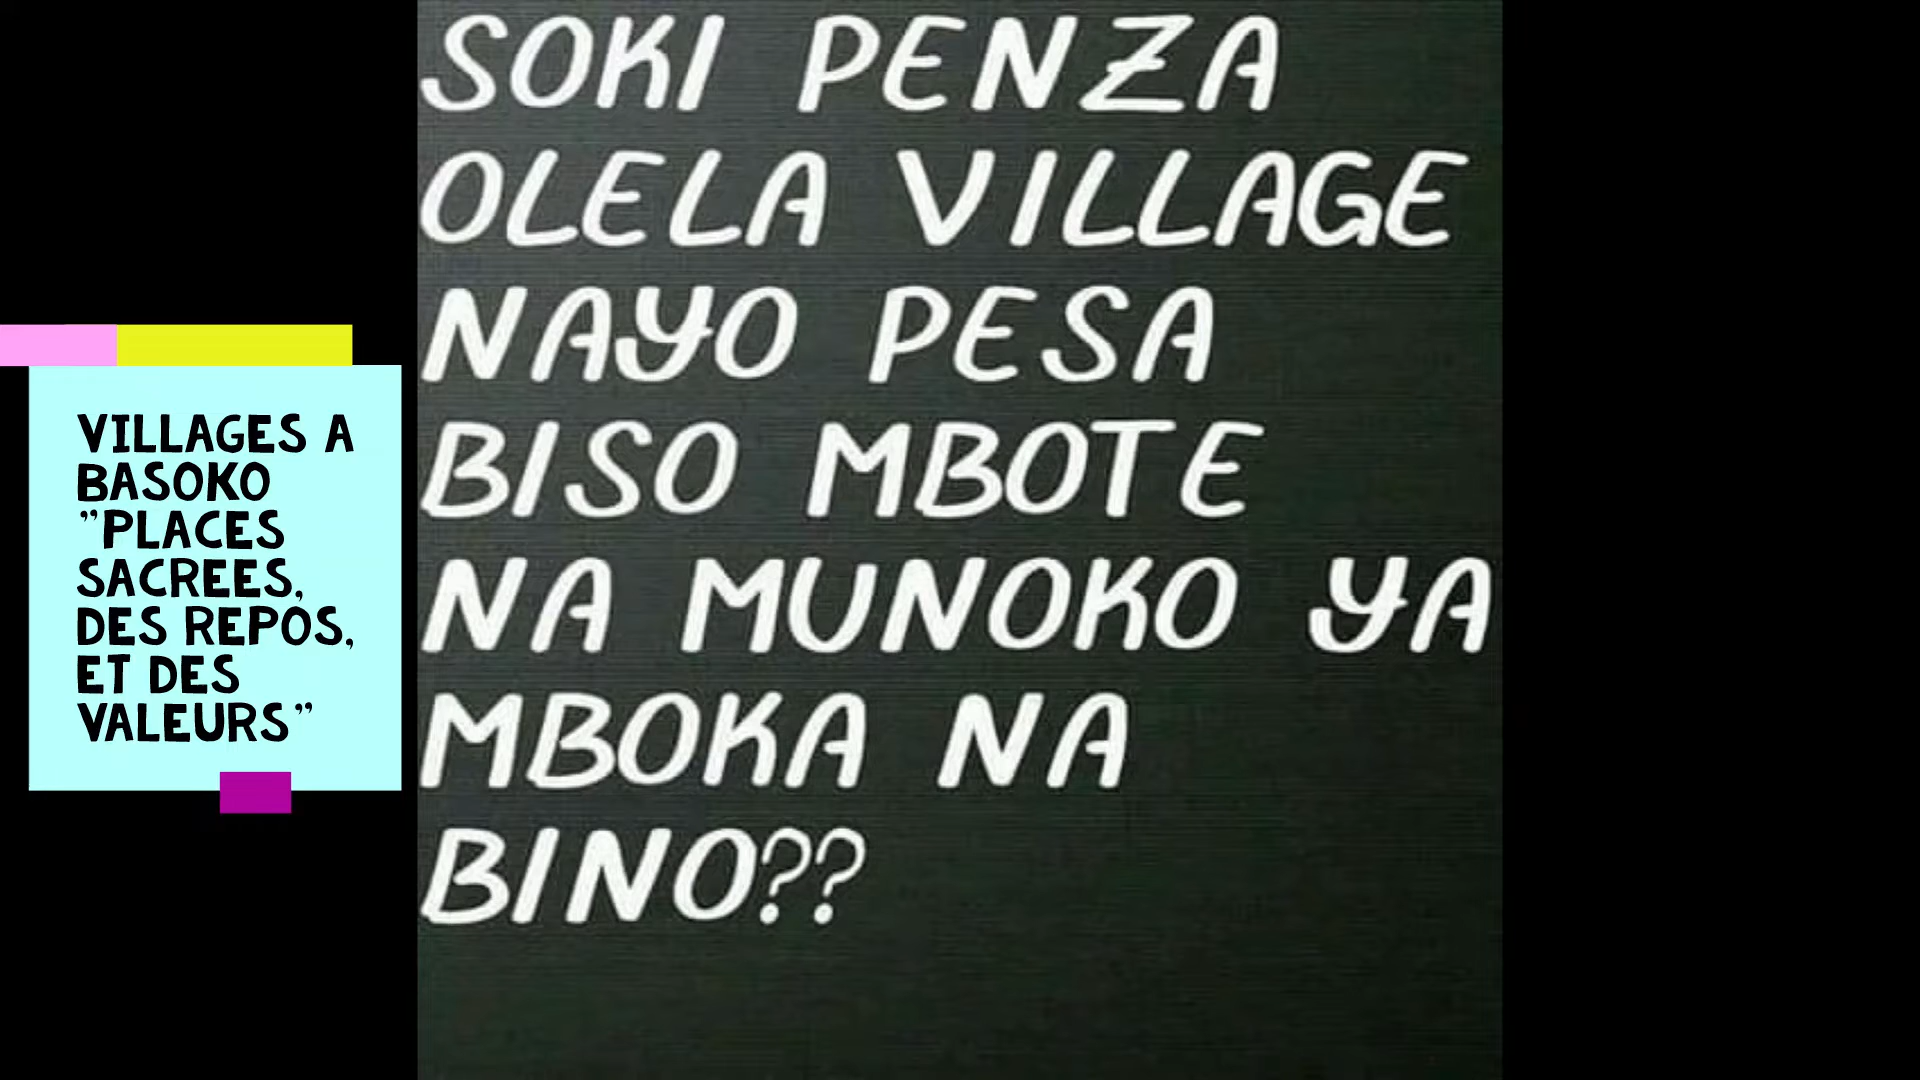 VILLAGES A
BASOKO
"PLACES
SACREES,
DES REPOS,
ET DES
VALEURS"
SOKI PENZA
OLELA VILLAGE
NAYO PESA
BISO MBOTE
NA MUNOKO YA
MBOKA NA
BINO??